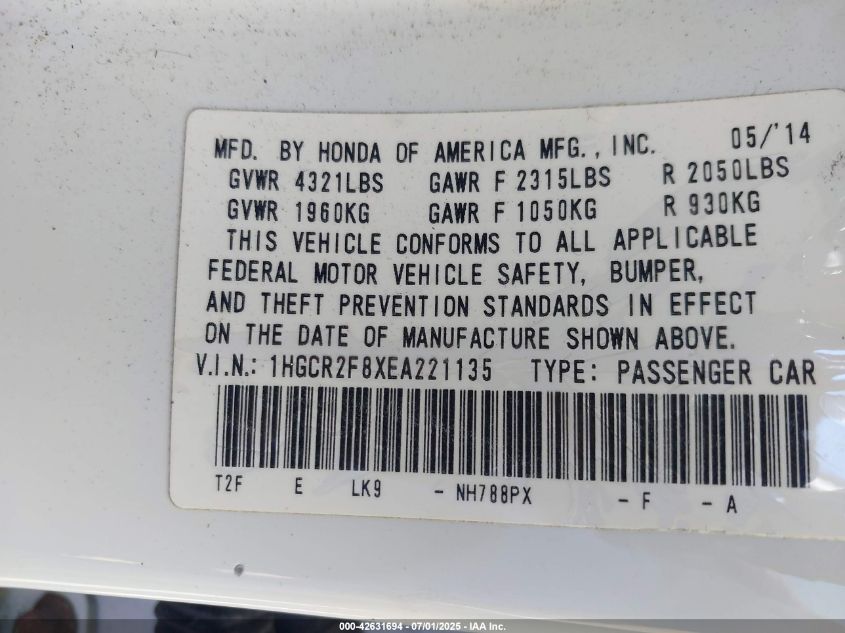 MFD. BY HONDA OF AMERICA MFG., INC. 05/'14
GVWR 4321LBS GAWR F 2315LBS R 2050LBS
GVWR 1960KG GAWR F 1050KG R 930KG
THIS VEHICLE CONFORMS TO ALL APPLICABLE
FEDERAL MOTOR VEHICLE SAFETY, BUMPER,
AND THEFT PREVENTION STANDARDS IN EFFECT
ON THE DATE OF MANUFACTURE SHOWN ABOVE.
V.I.N.: 1HGCR2F8XEA221135 TYPE: PASSENGER CAR
T2F E LK9 - NH788PX - F - A
000-42631694 - 07/01/2025 - IAA Inc.